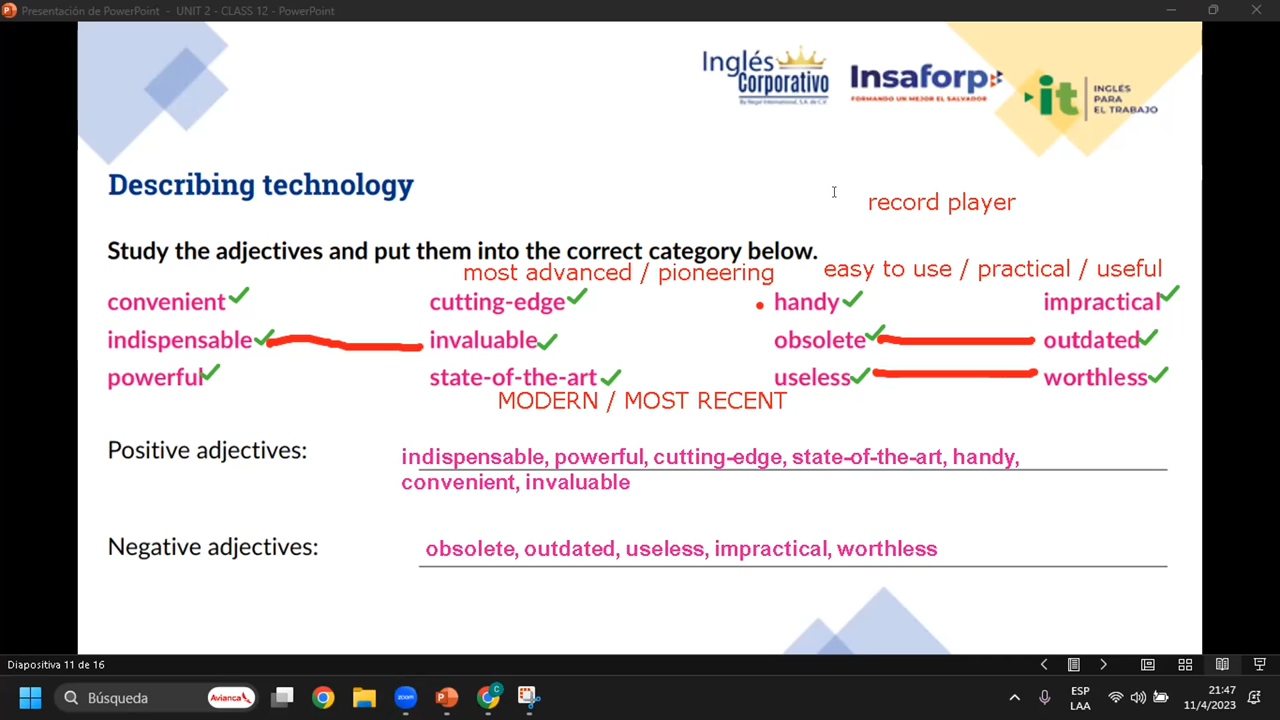 Presentación de PowerPoint - UNIT 2 - CLASS 12 - PowerPoint
Inglés
Corporativo
By Regal International, S.A. de C.V.
Insaforp
FORMANDO UN MEJOR EL SALVADOR
it
INGLÉS
PARA
EL TRABAJO
Describing technology
record player
Study the adjectives and put them into the correct category below.
most advanced / pioneering
easy to use / practical / useful
convenient cutting-edge handy impractical
indispensable invaluable obsolete outdated
powerful state-of-the-art useless worthless
MODERN / MOST RECENT
Positive adjectives: indispensable, powerful, cutting-edge, state-of-the-art, handy,
convenient, invaluable
Negative adjectives: obsolete, outdated, useless, impractical, worthless
Diapositiva 11 de 16
Búsqueda
Avianca
zoom
C
ESP
LAA
21:47
11/4/2023